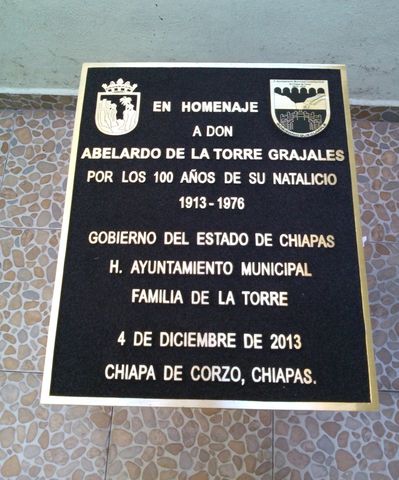 EN HOMENAJE
A DON
ABELARDO DE LA TORRE GRAJALES
POR LOS 100 AÑOS DE SU NATALICIO
1913-1976
GOBIERNO DEL ESTADO DE CHIAPAS
H. AYUNTAMIENTO MUNICIPAL
FAMILIA DE LA TORRE
4 DE DICIEMBRE DE 2013
CHIAPA DE CORZO, CHIAPAS.